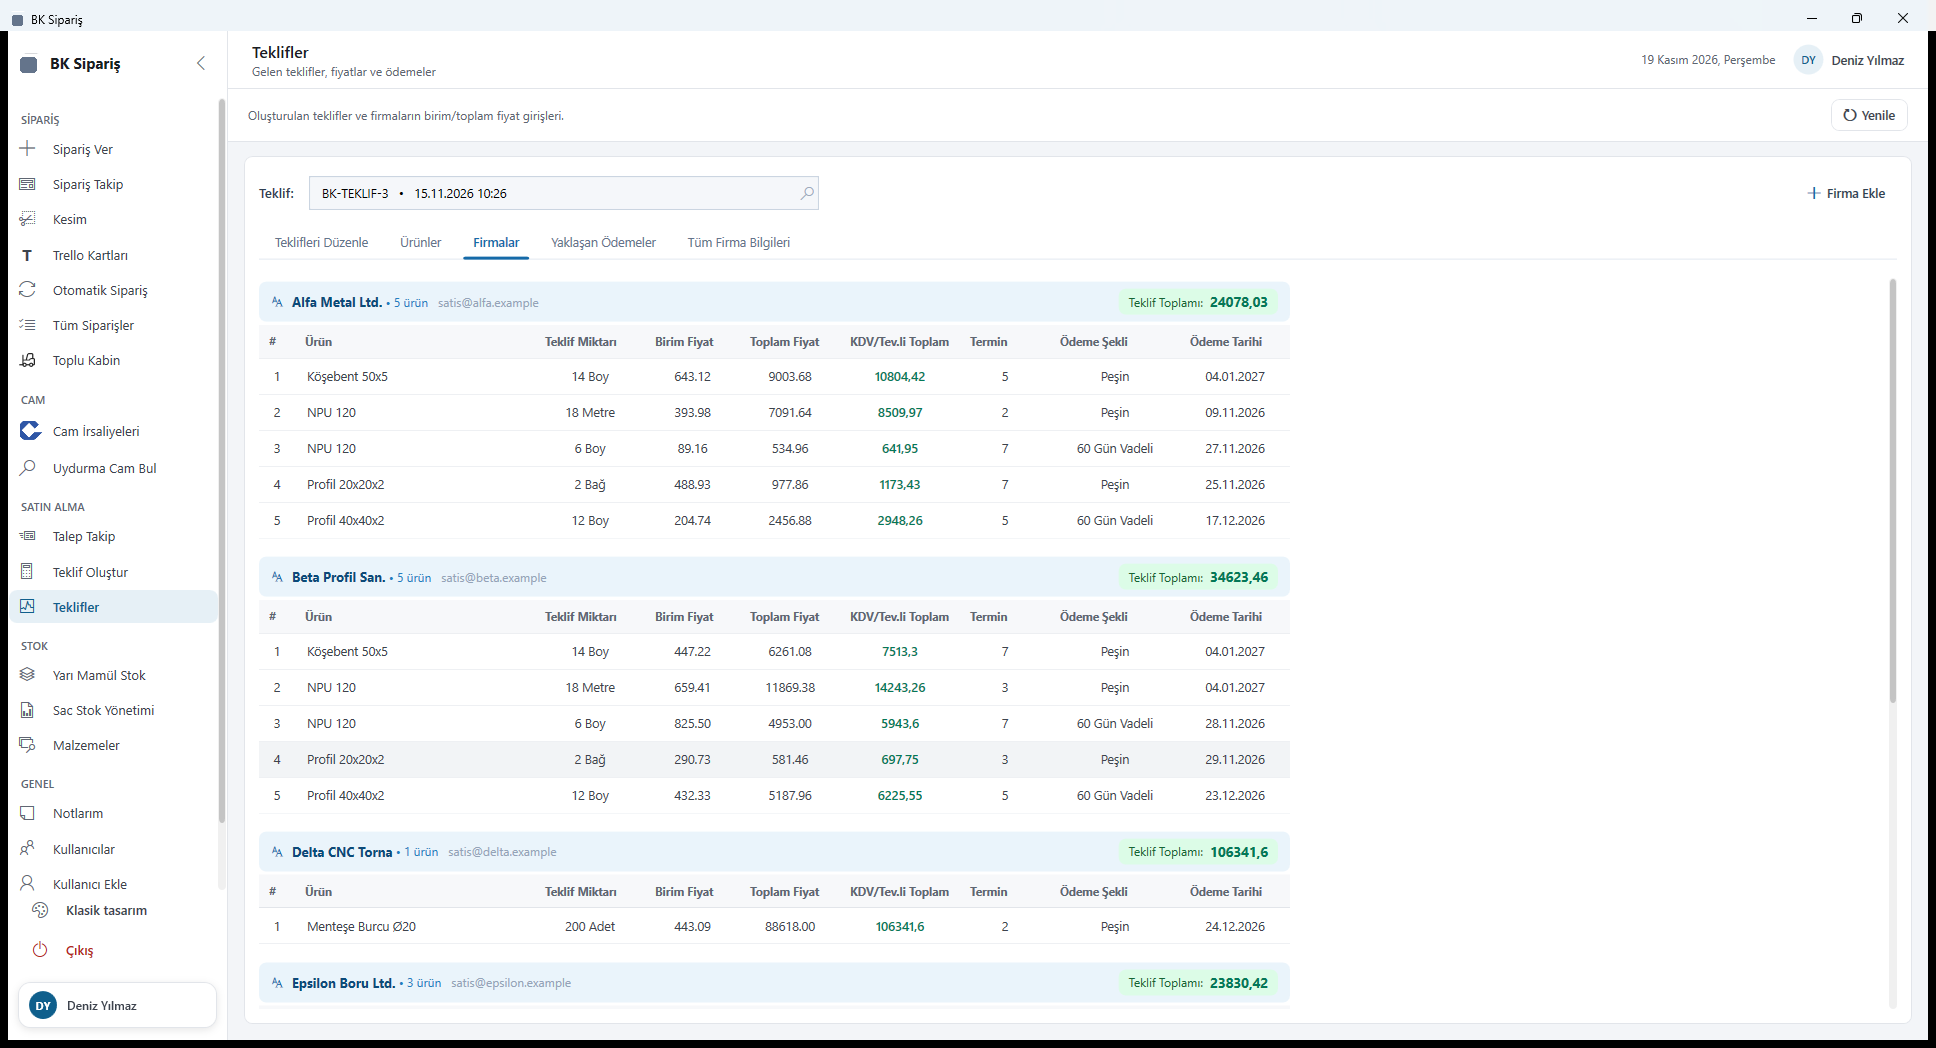 BK Sipariş
BK Sipariş
SİPARİŞ
Sipariş Ver
Sipariş Takip
Kesim
T Trello Kartları
Otomatik Sipariş
Tüm Siparişler
Toplu Kabin
CAM
Cam İrsaliyeleri
Uydurma Cam Bul
SATIN ALMA
Talep Takip
Teklif Oluştur
Teklifler
STOK
Yarı Mamül Stok
Sac Stok Yönetimi
Malzemeler
GENEL
Notlarım
Kullanıcılar
Kullanıcı Ekle
Klasik tasarım
Çıkış
DY Deniz Yılmaz
Teklifler
Gelen teklifler, fiyatlar ve ödemeler
19 Kasım 2026, Perşembe DY Deniz Yılmaz
Oluşturulan teklifler ve firmaların birim/toplam fiyat girişleri.
Yenile
Teklif: BK-TEKLIF-3 • 15.11.2026 10:26
Firma Ekle
Teklifleri Düzenle Ürünler Firmalar Yaklaşan Ödemeler Tüm Firma Bilgileri
Alfa Metal Ltd. • 5 ürün satis@alfa.example Teklif Toplamı: 24078,03
# Ürün Teklif Miktarı Birim Fiyat Toplam Fiyat KDV/Tev.li Toplam Termin Ödeme Şekli Ödeme Tarihi
1 Köşebent 50x5 14 Boy 643.12 9003.68 10804,42 5 Peşin 04.01.2027
2 NPU 120 18 Metre 393.98 7091.64 8509,97 2 Peşin 09.11.2026
3 NPU 120 6 Boy 89.16 534.96 641,95 7 60 Gün Vadeli 27.11.2026
4 Profil 20x20x2 2 Bağ 488.93 977.86 1173,43 7 Peşin 25.11.2026
5 Profil 40x40x2 12 Boy 204.74 2456.88 2948,26 5 60 Gün Vadeli 17.12.2026
Beta Profil San. • 5 ürün satis@beta.example Teklif Toplamı: 34623,46
# Ürün Teklif Miktarı Birim Fiyat Toplam Fiyat KDV/Tev.li Toplam Termin Ödeme Şekli Ödeme Tarihi
1 Köşebent 50x5 14 Boy 447.22 6261.08 7513,3 7 Peşin 04.01.2027
2 NPU 120 18 Metre 659.41 11869.38 14243,26 3 Peşin 04.01.2027
3 NPU 120 6 Boy 825.50 4953.00 5943,6 7 60 Gün Vadeli 28.11.2026
4 Profil 20x20x2 2 Bağ 290.73 581.46 697,75 3 Peşin 29.11.2026
5 Profil 40x40x2 12 Boy 432.33 5187.96 6225,55 5 60 Gün Vadeli 23.12.2026
Delta CNC Torna • 1 ürün satis@delta.example Teklif Toplamı: 106341,6
# Ürün Teklif Miktarı Birim Fiyat Toplam Fiyat KDV/Tev.li Toplam Termin Ödeme Şekli Ödeme Tarihi
1 Menteşe Burcu Ø20 200 Adet 443.09 88618.00 106341,6 2 Peşin 24.12.2026
Epsilon Boru Ltd. • 3 ürün satis@epsilon.example Teklif Toplamı: 23830,42